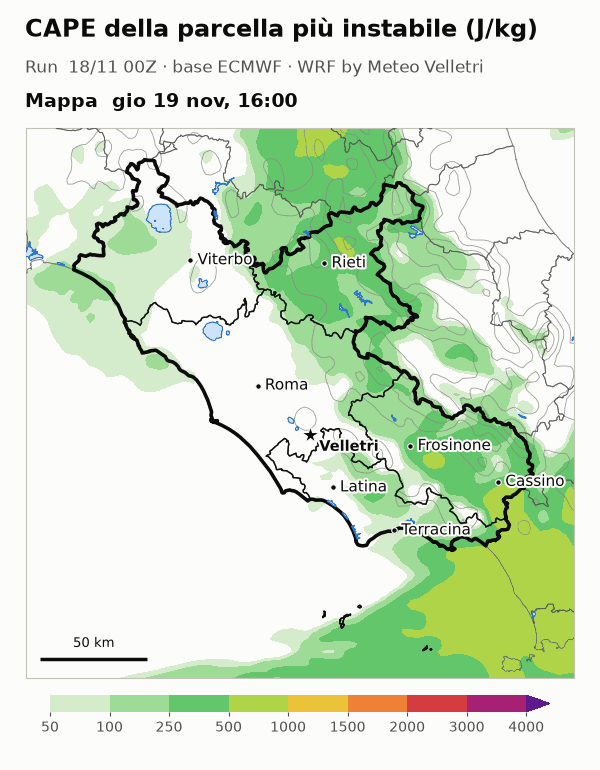 CAPE della parcella più instabile (J/kg)
Run  18/11 00Z · base ECMWF · WRF by Meteo Velletri
Mappa  gio 19 nov, 16:00
Viterbo
Rieti
Roma
Velletri
Frosinone
Latina
Cassino
Terracina
50 km
50 100 250 500 1000 1500 2000 3000 4000